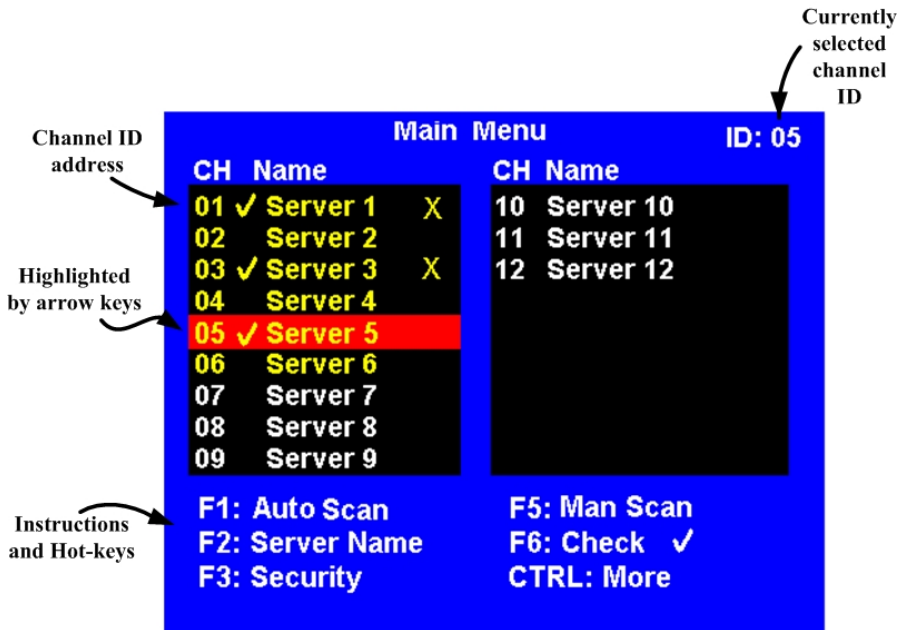 Currently
selected
channel
ID
Channel ID
address
Highlighted
by arrow keys
Instructions
and Hot-keys
Main Menu
ID: 05
CH Name
01 ✓ Server 1 X
02 Server 2
03 ✓ Server 3 X
04 Server 4
05 ✓ Server 5
06 Server 6
07 Server 7
08 Server 8
09 Server 9
CH Name
10 Server 10
11 Server 11
12 Server 12
F1: Auto Scan
F2: Server Name
F3: Security
F5: Man Scan
F6: Check ✓
CTRL: More